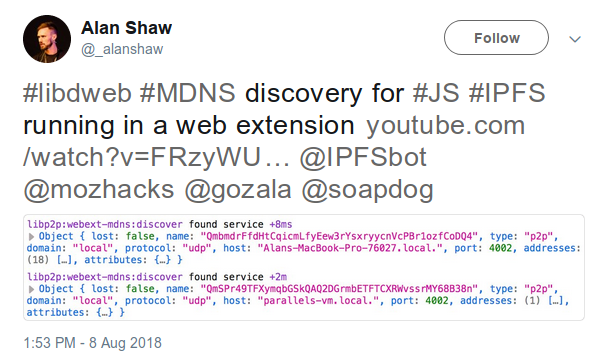 Alan Shaw
@_alanshaw
Follow
#libdweb #MDNS discovery for #JS #IPFS
running in a web extension youtube.com
/watch?v=FRzyWU… @IPFSbot
@mozhacks @gozala @soapdog
libp2p:webext-mdns:discover found service +8ms
Object { lost: false, name: "QmbmdrFfdHtCqicmLfyEew3rYsxryycnVcPBr1ozfCoDQ4", type: "p2p",
domain: "local", protocol: "udp", host: "Alans-MacBook-Pro-76027.local.", port: 4002, addresses:
(18) […], attributes: {…} }
libp2p:webext-mdns:discover found service +2m
Object { lost: false, name: "QmSPr49TFXymqbGSkQAQ2DGrmbETFTCXRWvssrMY68B38n", type: "p2p",
domain: "local", protocol: "udp", host: "parallels-vm.local.", port: 4002, addresses: (1) […],
attributes: {…} }
1:53 PM - 8 Aug 2018